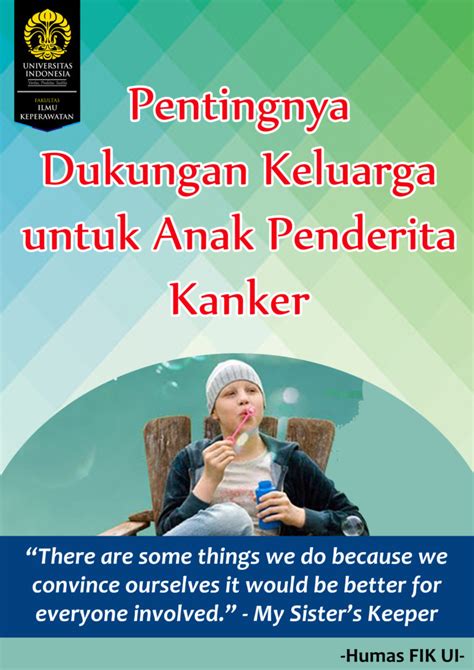 UNIVERSITAS
INDONESIA
FAKULTAS
ILMU
KEPERAWATAN
Pentingnya
Dukungan Keluarga
untuk Anak Penderita
Kanker
“There are some things we do because we
convince ourselves it would be better for
everyone involved.” - My Sister’s Keeper
-Humas FIK UI-